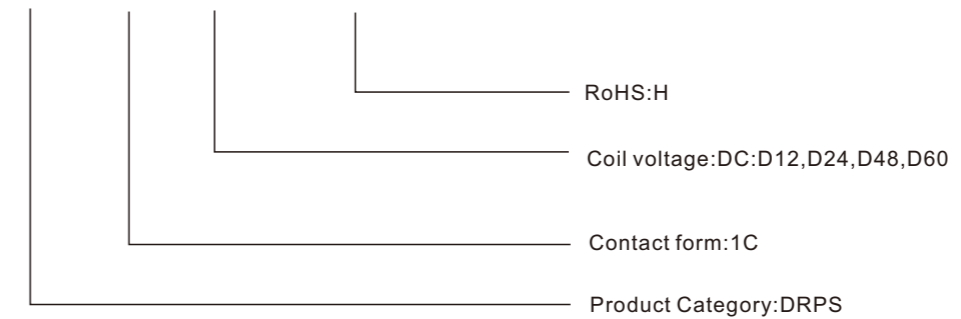 RoHS:H
Coil voltage:DC:D12,D24,D48,D60
Contact form:1C
Product Category:DRPS